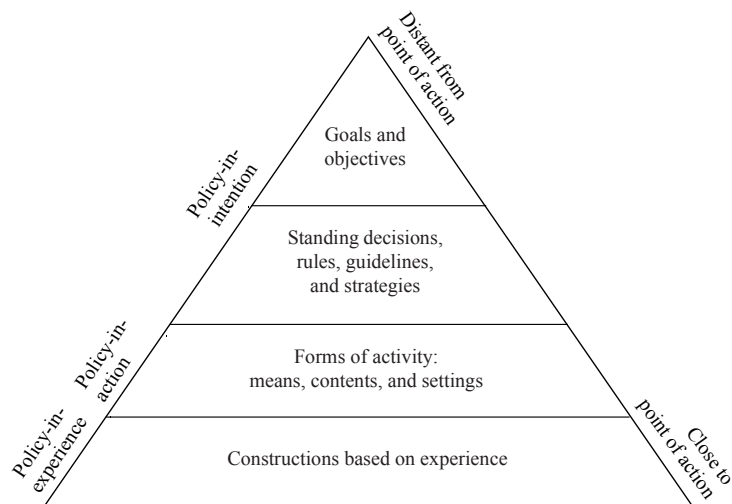 Distant from
point of action
Goals and
objectives
Policy-in-
intention
Standing decisions,
rules, guidelines,
and strategies
Policy-in-
action
Forms of activity:
means, contents, and settings
Policy-in-
experience
Constructions based on experience
Close to
point of action